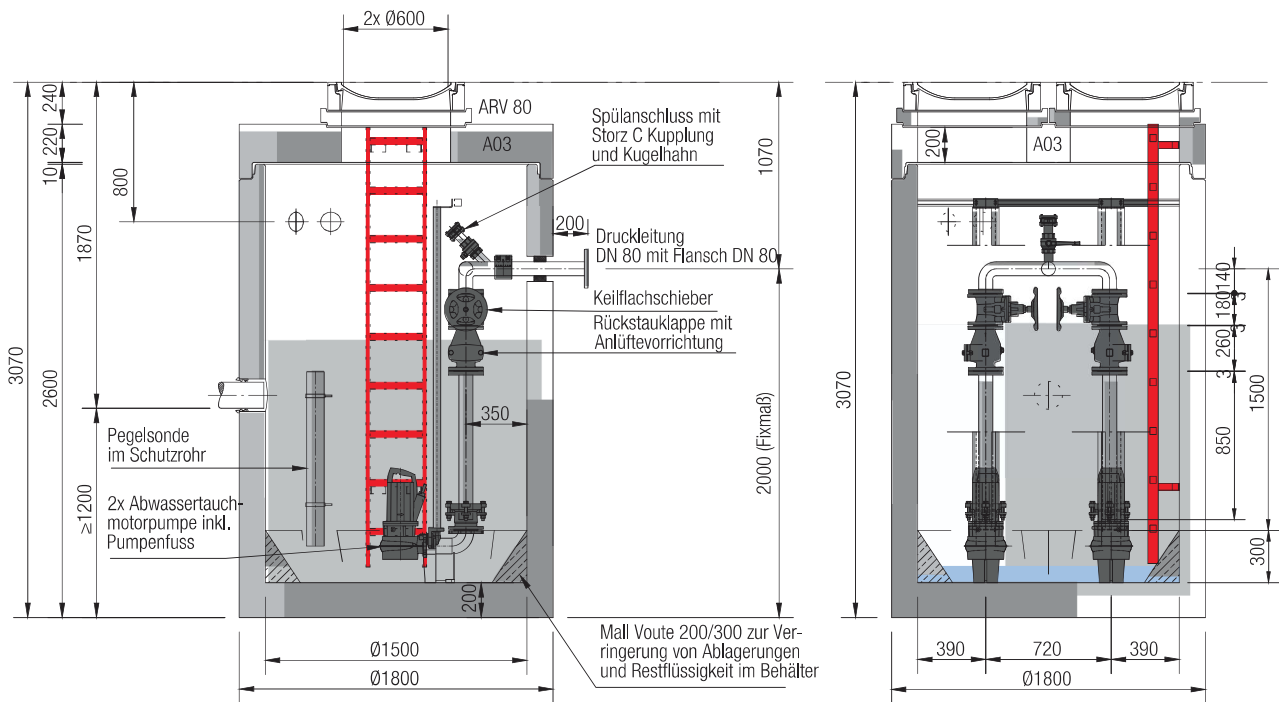 2x Ø600
ARV 80
A03
Spülanschluss mit
Storz C Kupplung
und Kugelhahn
240
220
10
800
1870
3070
2600
≥1200
1070
200
Druckleitung
DN 80 mit Flansch DN 80
Keilflachschieber
Rückstauklappe mit
Anlüftevorrichtung
350
2000 (Fixmaß)
Pegelsonde
im Schutzrohr
2x Abwassertauch-
motorpumpe inkl.
Pumpenfuss
200
Ø1500
Ø1800
Mall Voute 200/300 zur Ver-
ringerung von Ablagerungen
und Restflüssigkeit im Behälter
200
A03
3070
140
180
3
3
260
3
850
1500
300
390
720
390
Ø1800